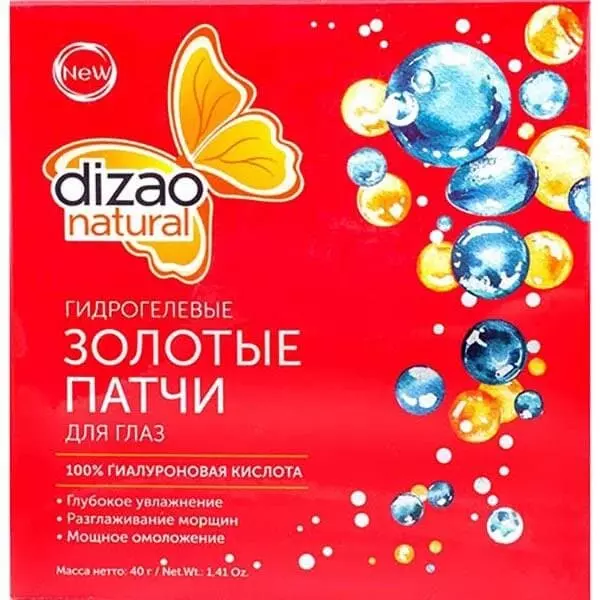 NeW
dizao
natural
ГИДРОГЕЛЕВЫЕ
ЗОЛОТЫЕ
ПАТЧИ
ДЛЯ ГЛАЗ
100% ГИАЛУРОНОВАЯ КИСЛОТА
• Глубокое увлажнение
• Разглаживание морщин
• Мощное омоложение
Масса нетто: 40 г / Net.Wt.: 1,41 Oz.